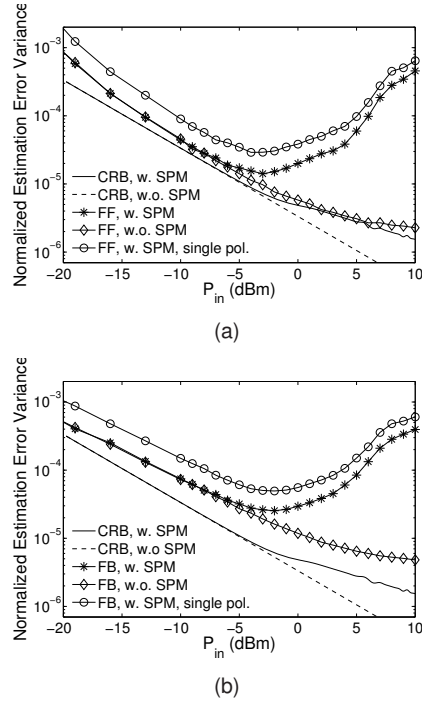 Normalized Estimation Error Variance
10⁻³
10⁻⁴
10⁻⁵
10⁻⁶
CRB, w. SPM
CRB, w.o. SPM
FF, w. SPM
FF, w.o. SPM
FF, w. SPM, single pol.
−20 −15 −10 −5 0 5 10
P_in (dBm)
(a)
Normalized Estimation Error Variance
10⁻³
10⁻⁴
10⁻⁵
10⁻⁶
CRB, w. SPM
CRB, w.o SPM
FB, w. SPM
FB, w.o. SPM
FB, w. SPM, single pol.
−20 −15 −10 −5 0 5 10
P_in (dBm)
(b)